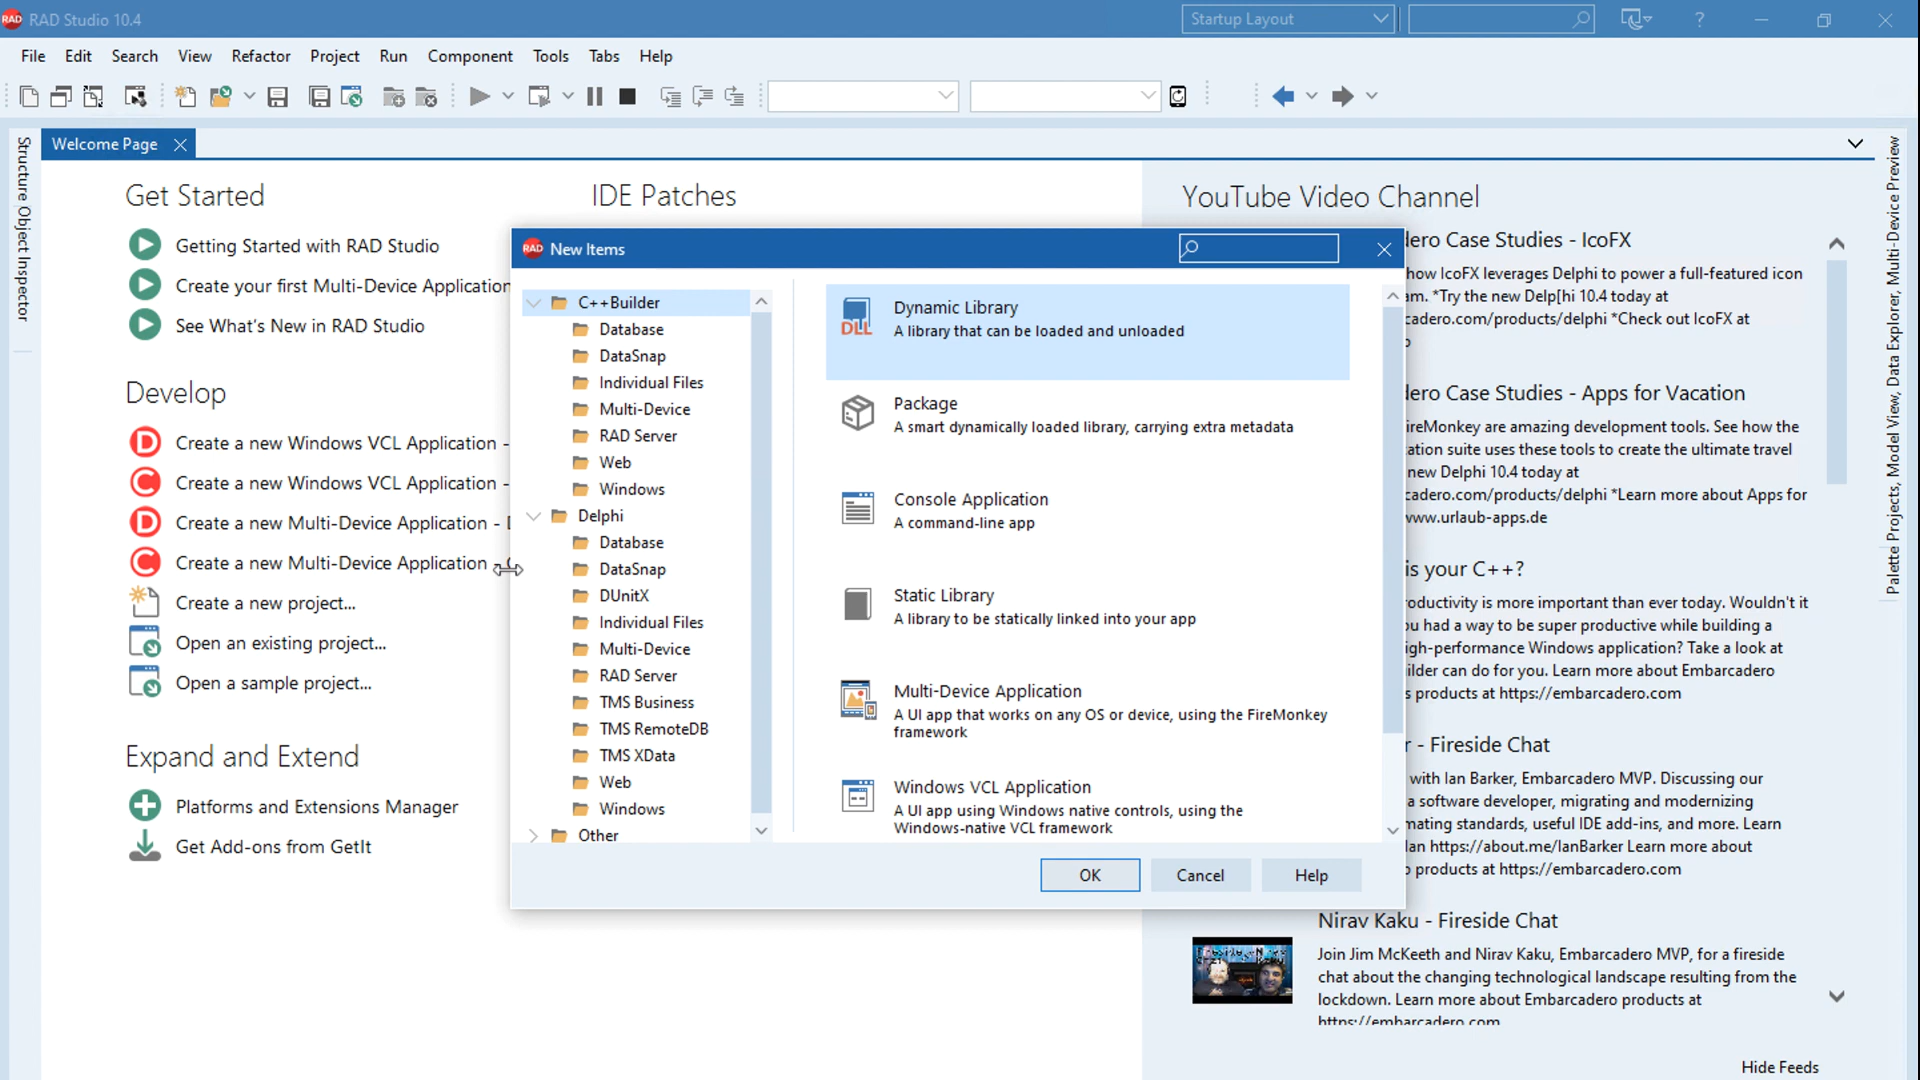 RAD RAD Studio 10.4
Startup Layout
?
File Edit Search View Refactor Project Run Component Tools Tabs Help
Structure Object Inspector
Welcome Page
Get Started
Getting Started with RAD Studio
Create your first Multi-Device Application
See What's New in RAD Studio
Develop
D Create a new Windows VCL Application -
C Create a new Windows VCL Application -
D Create a new Multi-Device Application -
C Create a new Multi-Device Application
Create a new project...
Open an existing project...
Open a sample project...
Expand and Extend
Platforms and Extensions Manager
Get Add-ons from GetIt
IDE Patches
RAD New Items
C++Builder
Database
DataSnap
Individual Files
Multi-Device
RAD Server
Web
Windows
Delphi
Database
DataSnap
DUnitX
Individual Files
Multi-Device
RAD Server
TMS Business
TMS RemoteDB
TMS XData
Web
Windows
Other
DLL
Dynamic Library
A library that can be loaded and unloaded
Package
A smart dynamically loaded library, carrying extra metadata
Console Application
A command-line app
Static Library
A library to be statically linked into your app
Multi-Device Application
A UI app that works on any OS or device, using the FireMonkey
framework
Windows VCL Application
A UI app using Windows native controls, using the
Windows-native VCL framework
OK Cancel Help
YouTube Video Channel
dero Case Studies - IcoFX
how IcoFX leverages Delphi to power a full-featured icon
am. *Try the new Delp[hi 10.4 today at
cadero.com/products/delphi *Check out IcoFX at
dero Case Studies - Apps for Vacation
ireMonkey are amazing development tools. See how the
ation suite uses these tools to create the ultimate travel
new Delphi 10.4 today at
cadero.com/products/delphi *Learn more about Apps for
www.urlaub-apps.de
is your C++?
oductivity is more important than ever today. Wouldn't it
ou had a way to be super productive while building a
igh-performance Windows application? Take a look at
ilder can do for you. Learn more about Embarcadero
s products at https://embarcadero.com
r - Fireside Chat
with Ian Barker, Embarcadero MVP. Discussing our
a software developer, migrating and modernizing
mating standards, useful IDE add-ins, and more. Learn
Ian https://about.me/IanBarker Learn more about
o products at https://embarcadero.com
Nirav Kaku - Fireside Chat
Join Jim McKeeth and Nirav Kaku, Embarcadero MVP, for a fireside
chat about the changing technological landscape resulting from the
lockdown. Learn more about Embarcadero products at
https://embarcadero.com
Hide Feeds
Palette Projects, Model View, Data Explorer, Multi-Device Preview